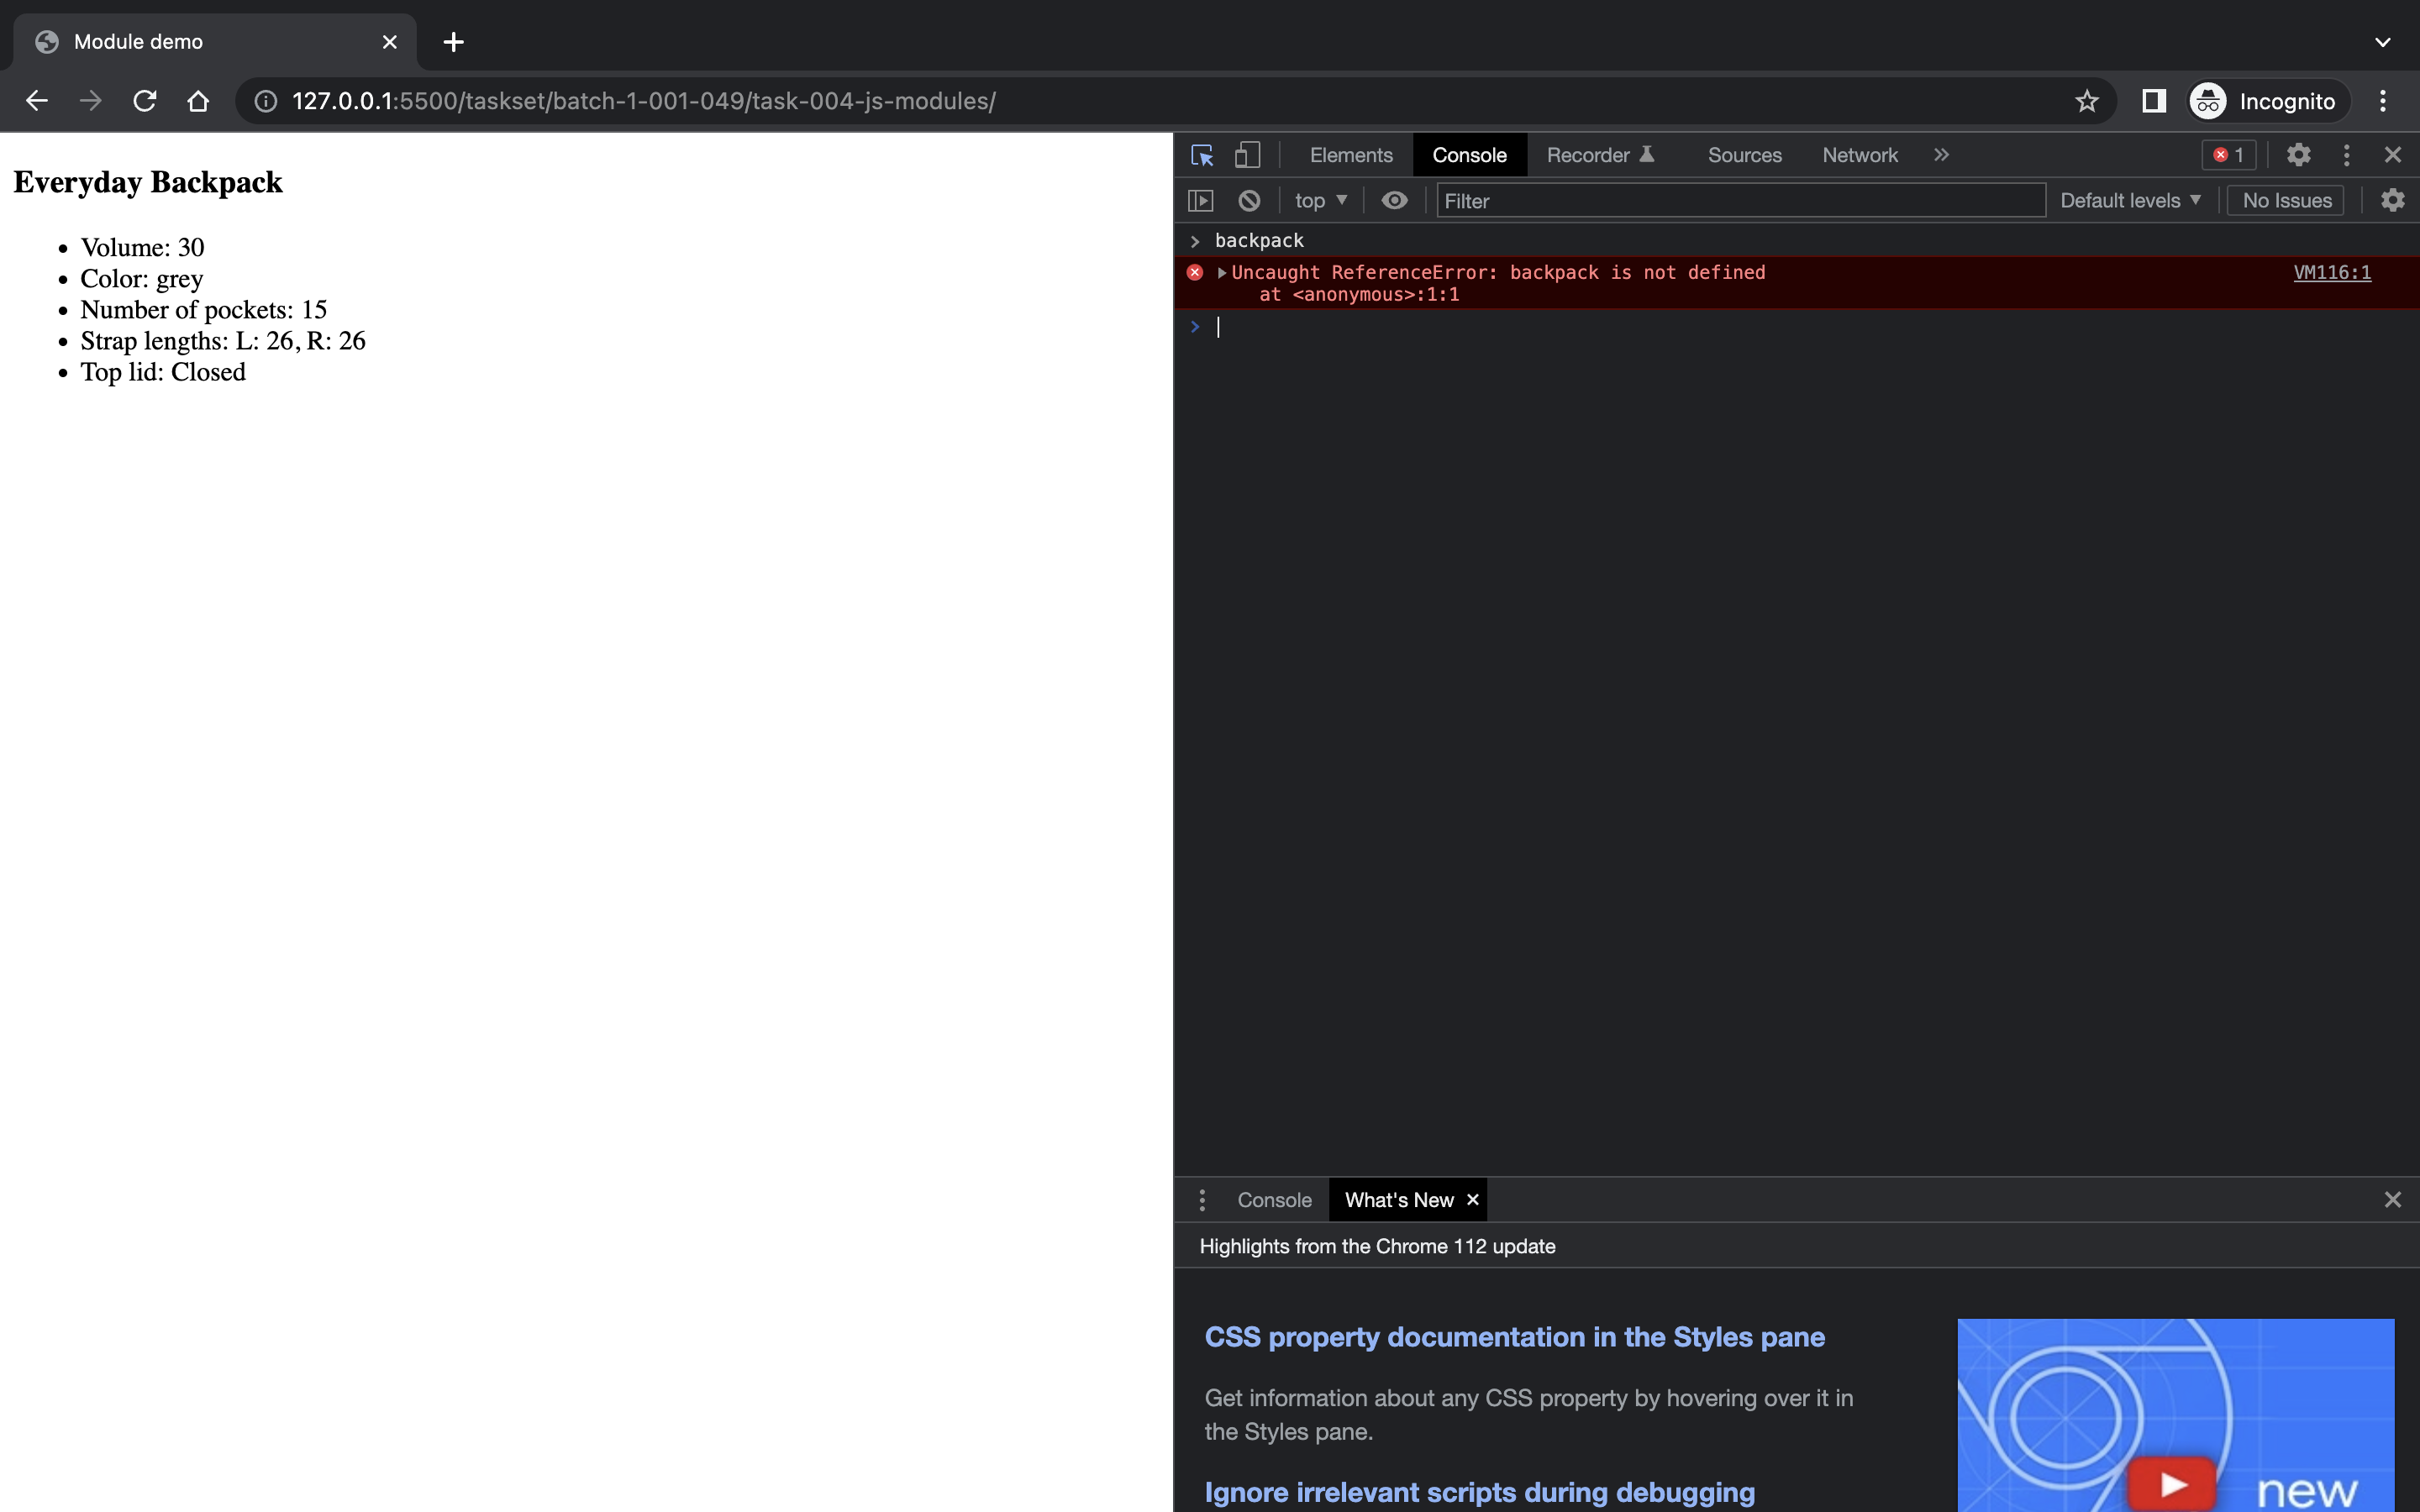 Module demo
127.0.0.1:5500/taskset/batch-1-001-049/task-004-js-modules/
Incognito
Everyday Backpack
Volume: 30
Color: grey
Number of pockets: 15
Strap lengths: L: 26, R: 26
Top lid: Closed
Elements Console Recorder Sources Network » 1
top Filter Default levels No Issues
backpack
Uncaught ReferenceError: backpack is not defined VM116:1
at <anonymous>:1:1
Console What's New
Highlights from the Chrome 112 update
CSS property documentation in the Styles pane
Get information about any CSS property by hovering over it in
the Styles pane.
Ignore irrelevant scripts during debugging
new